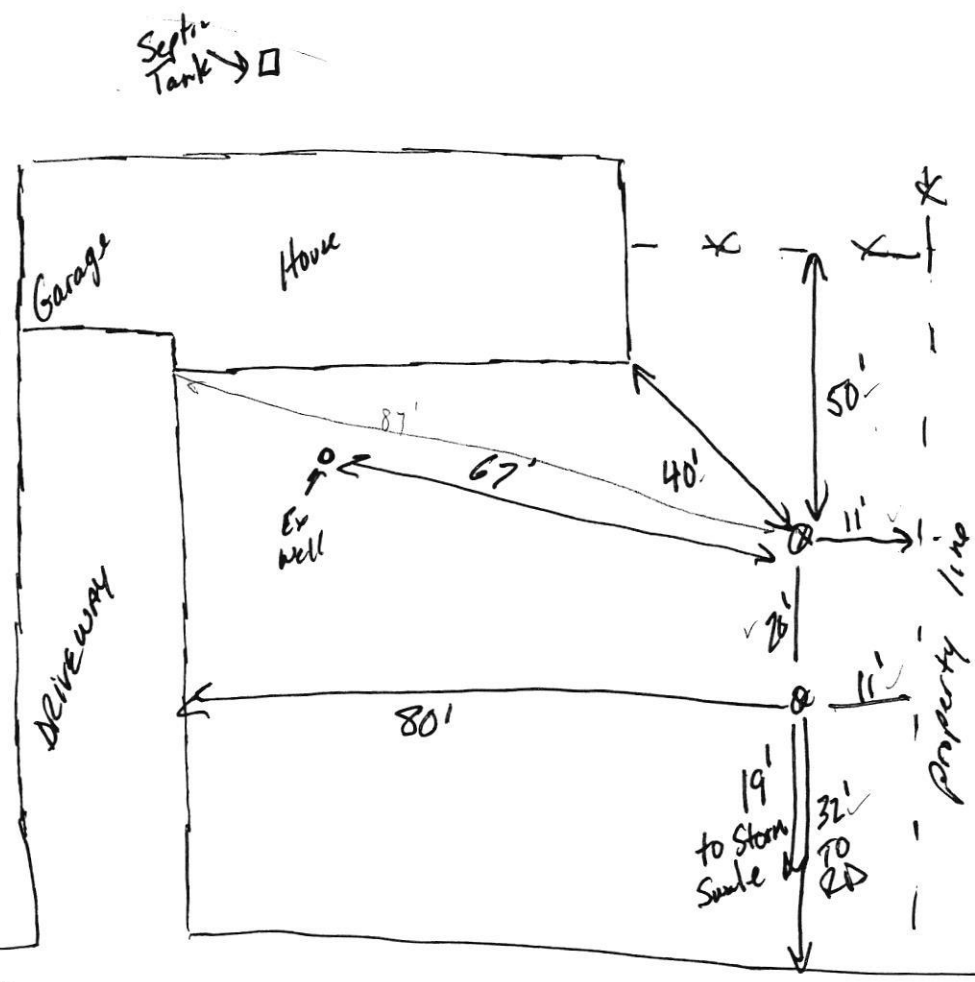 Septic
Tank
Garage
House
50'
87'
67'
40'
11'
Ex
well
DRIVEWAY
26'
11'
80'
19'
to Storm
Swale
32'
TO
RD
property line